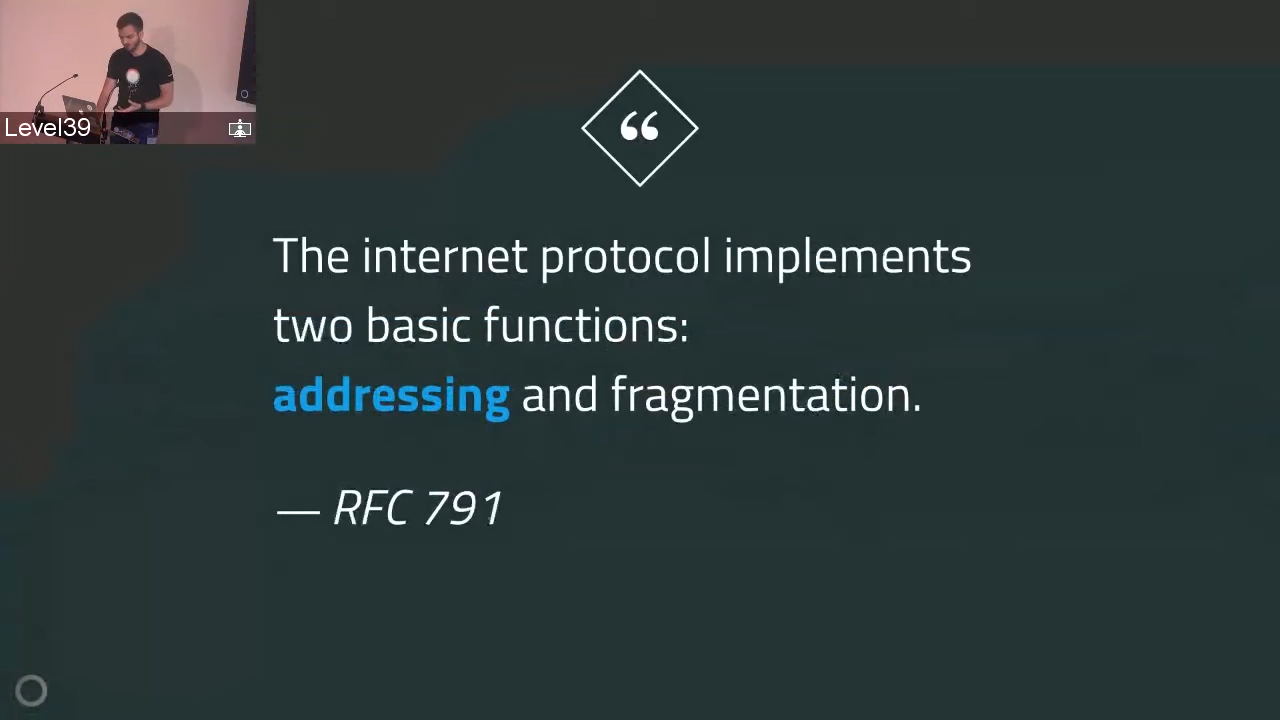 Level39
“
The internet protocol implements
two basic functions:
addressing and fragmentation.
— RFC 791